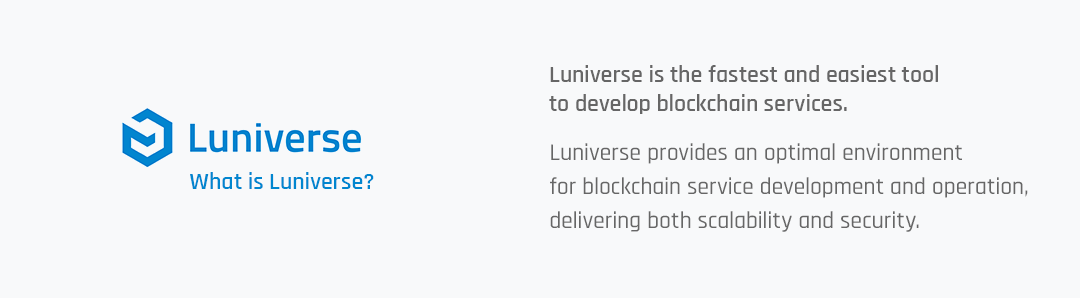 Luniverse
What is Luniverse?
Luniverse is the fastest and easiest tool
to develop blockchain services.
Luniverse provides an optimal environment
for blockchain service development and operation,
delivering both scalability and security.